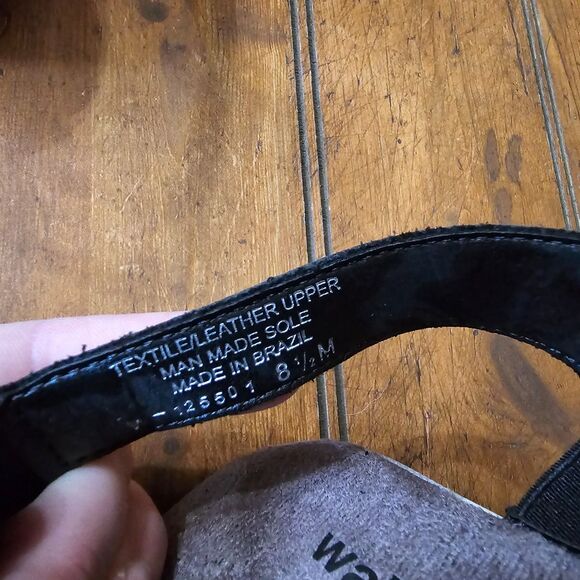 TEXTILE/LEATHER UPPER
MAN MADE SOLE
MADE IN BRAZIL
8 ½ M